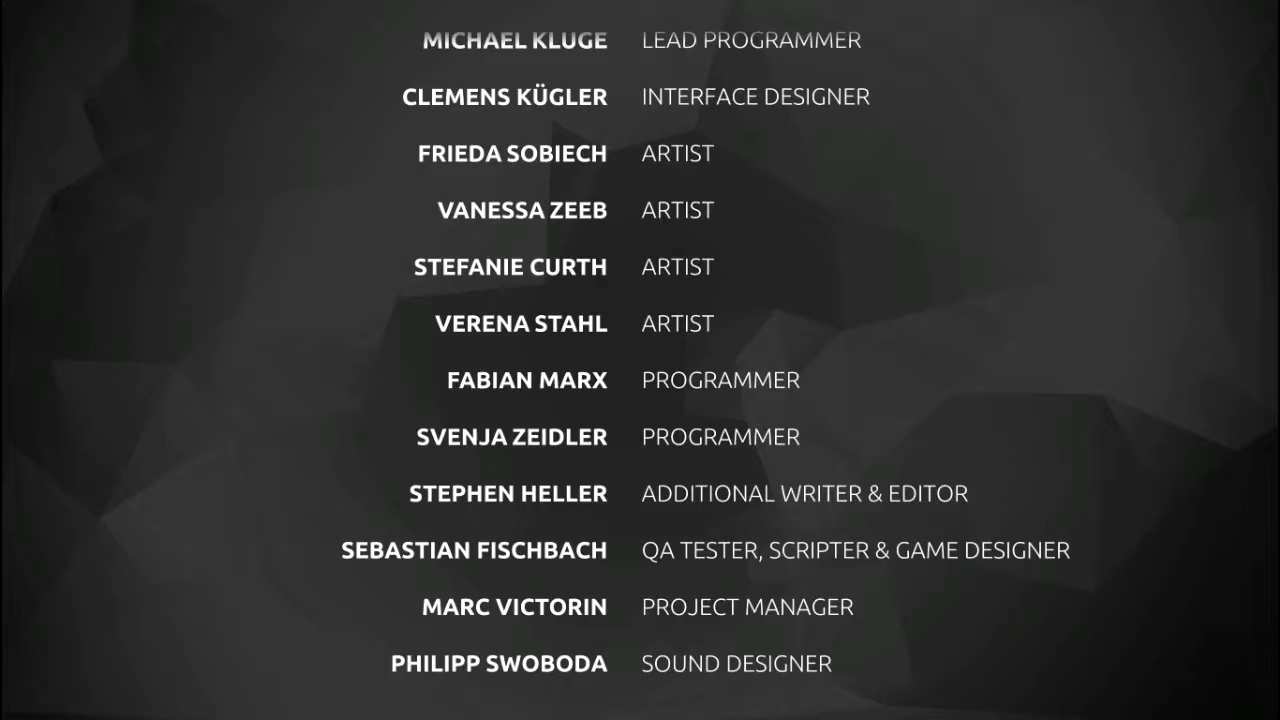 MICHAEL KLUGE LEAD PROGRAMMER
CLEMENS KÜGLER INTERFACE DESIGNER
FRIEDA SOBIECH ARTIST
VANESSA ZEEB ARTIST
STEFANIE CURTH ARTIST
VERENA STAHL ARTIST
FABIAN MARX PROGRAMMER
SVENJA ZEIDLER PROGRAMMER
STEPHEN HELLER ADDITIONAL WRITER & EDITOR
SEBASTIAN FISCHBACH QA TESTER, SCRIPTER & GAME DESIGNER
MARC VICTORIN PROJECT MANAGER
PHILIPP SWOBODA SOUND DESIGNER